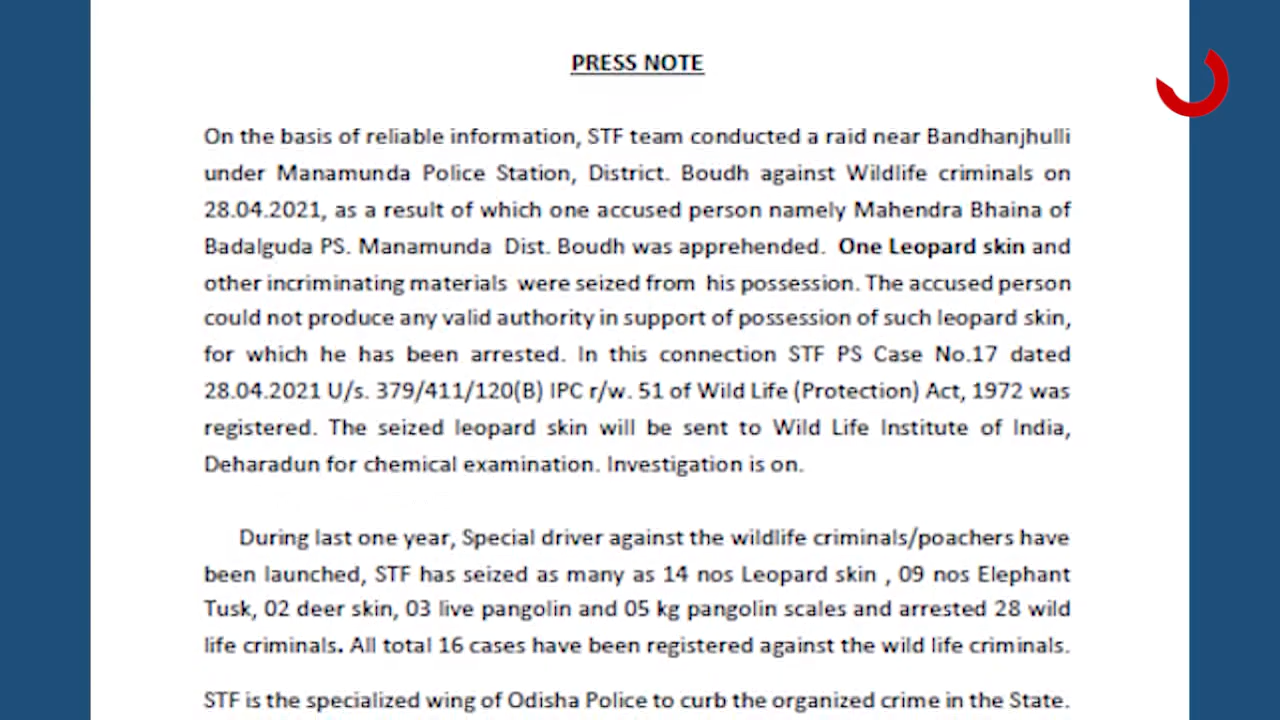 PRESS NOTE
On the basis of reliable information, STF team conducted a raid near Bandhanjhulli
under Manamunda Police Station, District. Boudh against Wildlife criminals on
28.04.2021, as a result of which one accused person namely Mahendra Bhaina of
Badalguda PS. Manamunda Dist. Boudh was apprehended. One Leopard skin and
other incriminating materials were seized from his possession. The accused person
could not produce any valid authority in support of possession of such leopard skin,
for which he has been arrested. In this connection STF PS Case No.17 dated
28.04.2021 U/s. 379/411/120(B) IPC r/w. 51 of Wild Life (Protection) Act, 1972 was
registered. The seized leopard skin will be sent to Wild Life Institute of India,
Deharadun for chemical examination. Investigation is on.
During last one year, Special driver against the wildlife criminals/poachers have
been launched, STF has seized as many as 14 nos Leopard skin , 09 nos Elephant
Tusk, 02 deer skin, 03 live pangolin and 05 kg pangolin scales and arrested 28 wild
life criminals. All total 16 cases have been registered against the wild life criminals.
STF is the specialized wing of Odisha Police to curb the organized crime in the State.